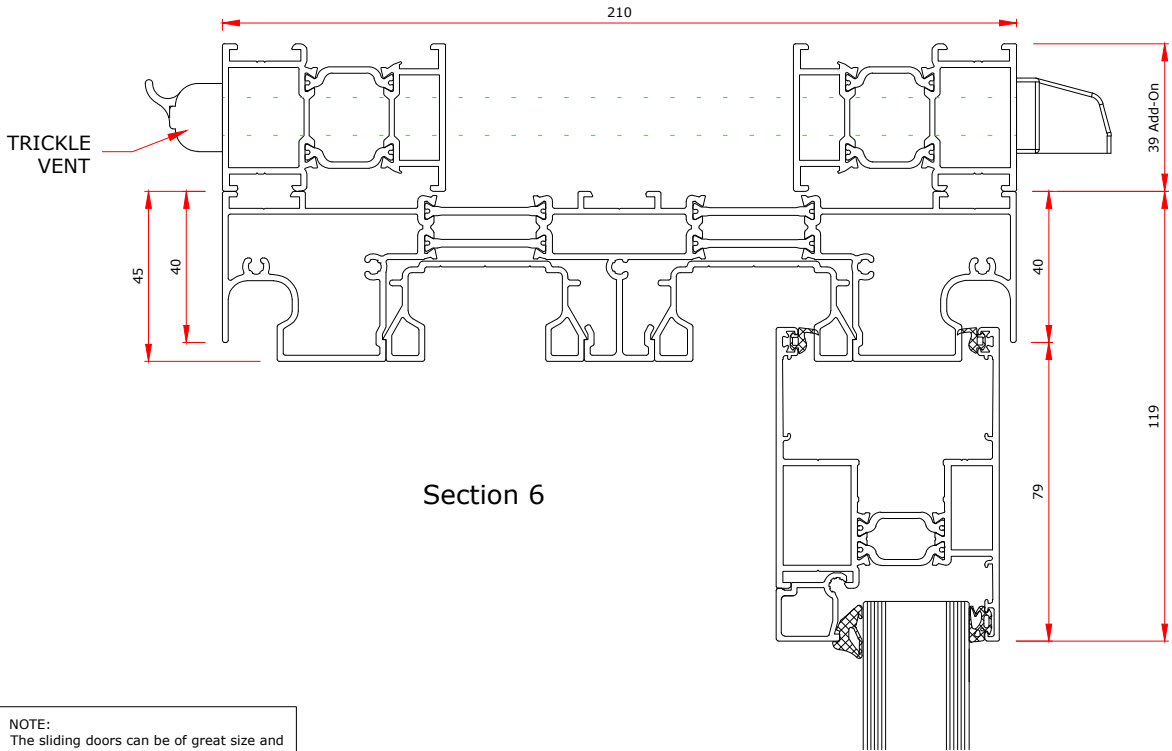 210
TRICKLE
VENT
39 Add-On
45
40
40
119
79
Section 6
NOTE:
The sliding doors can be of great size and